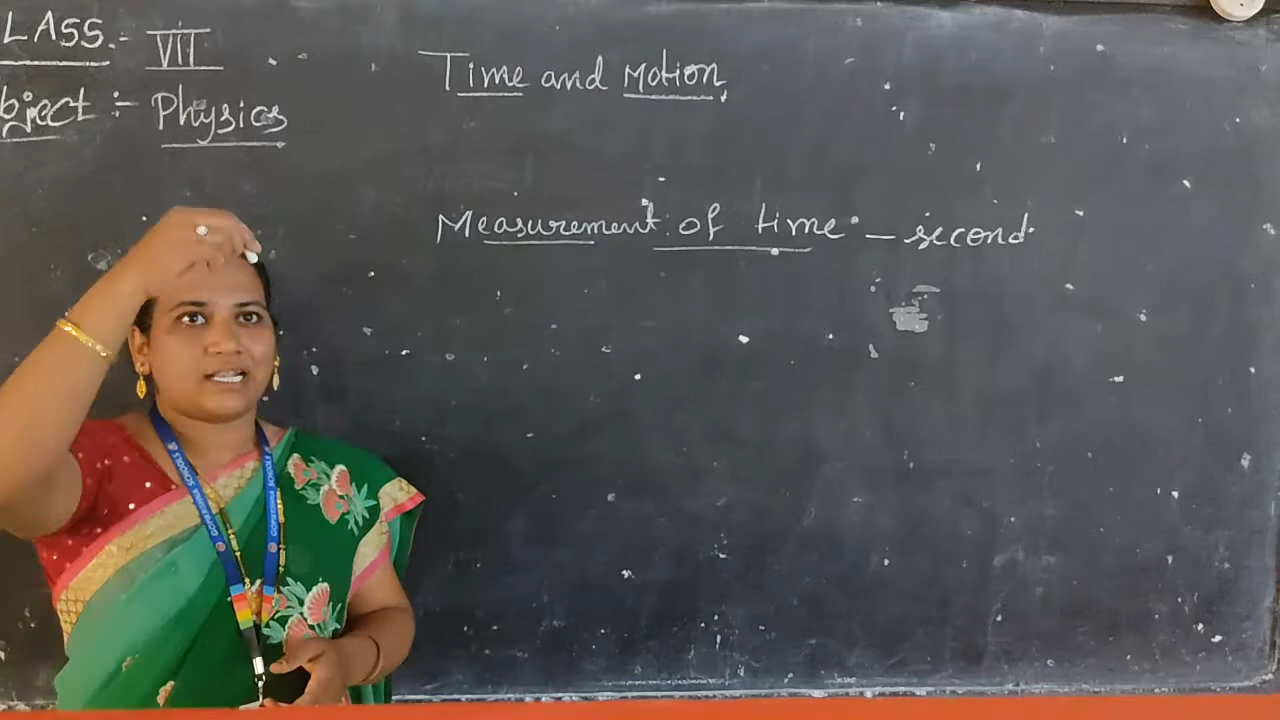 LASS.- VII
bject :- Physics
Time and Motion
Measurement of time - second